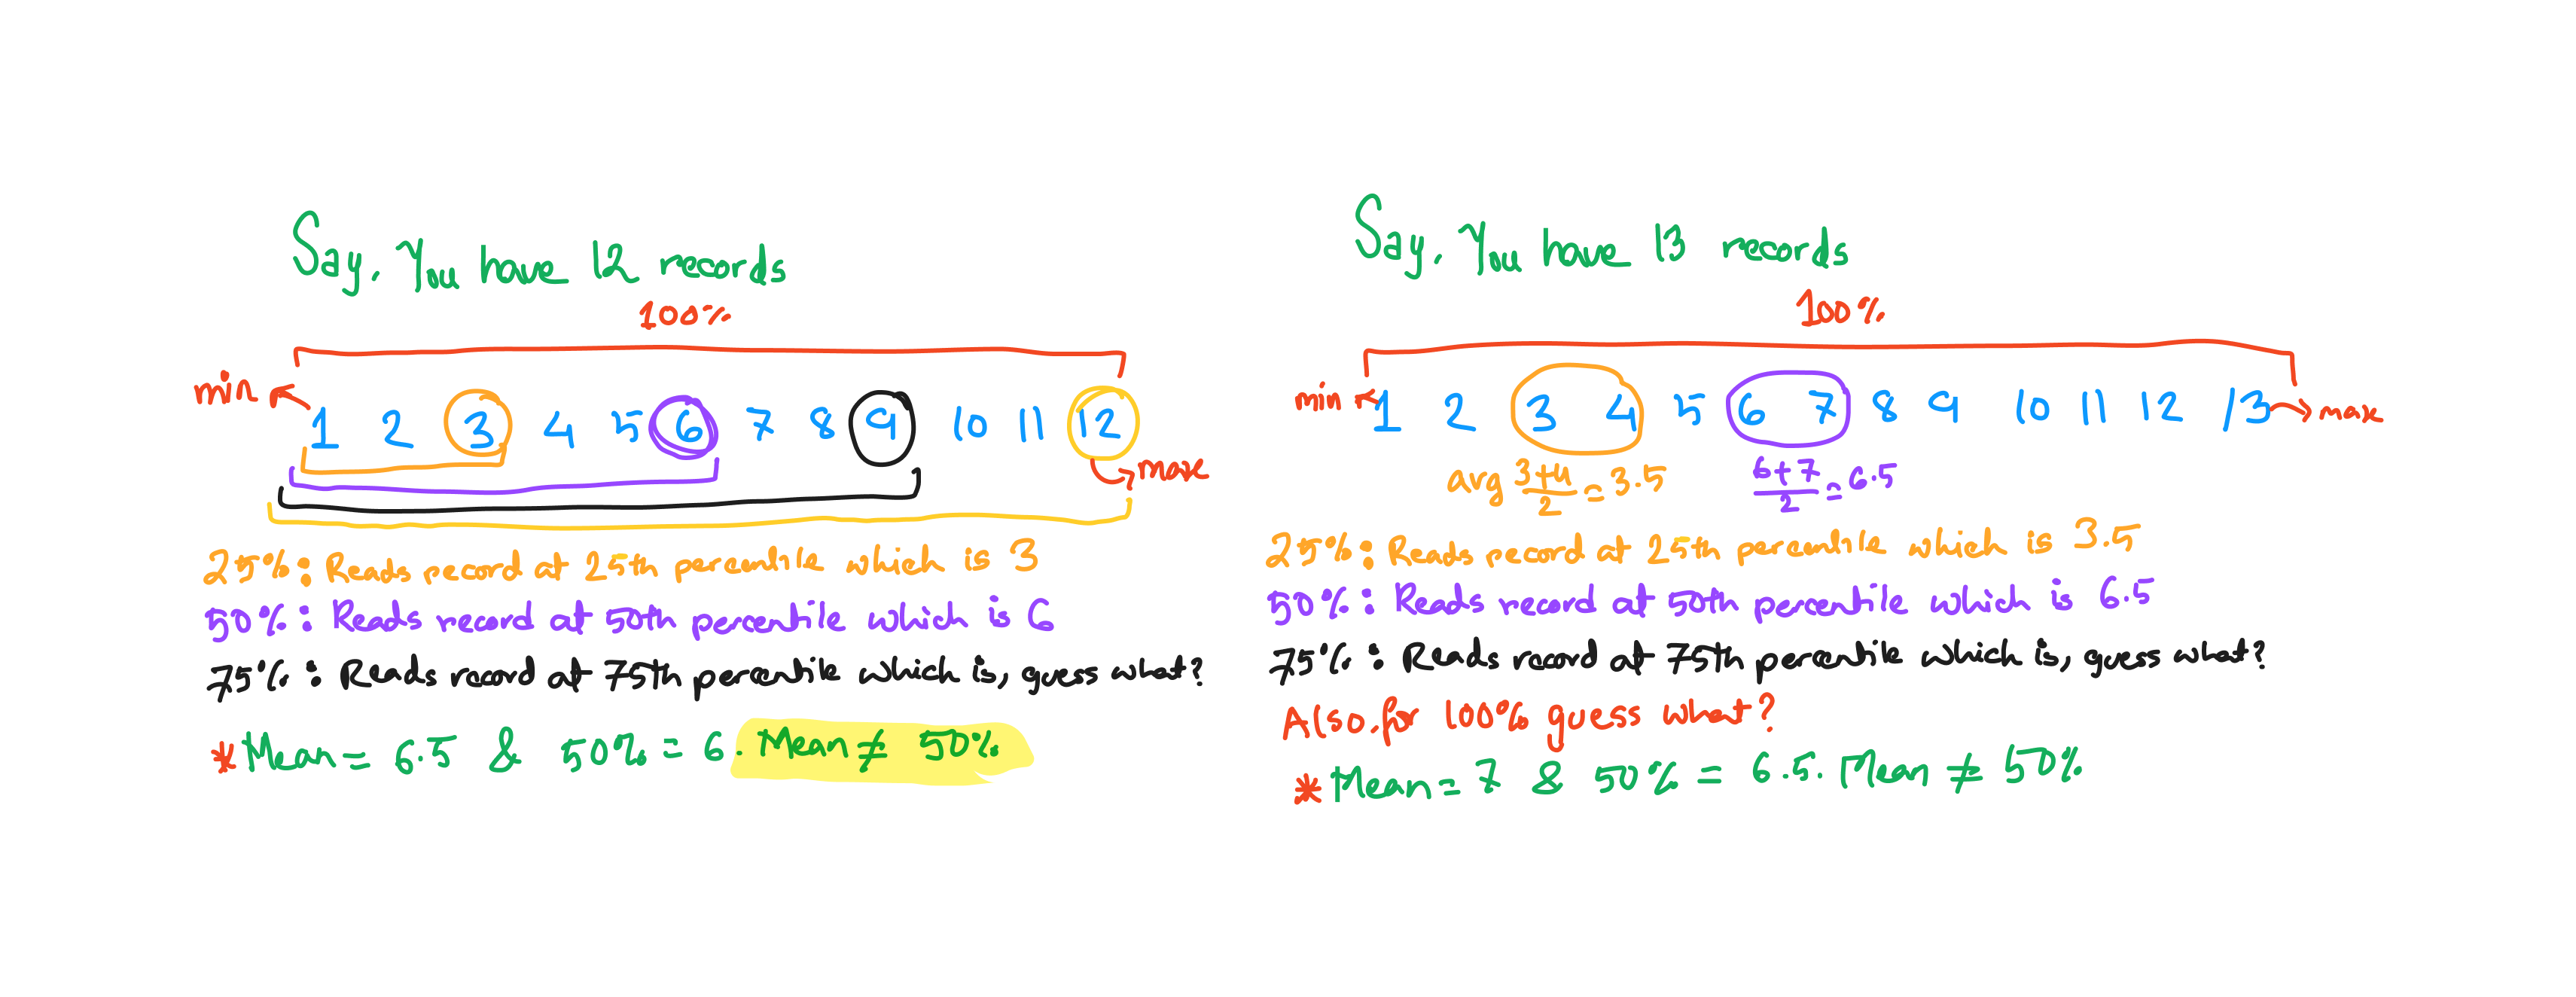 Say, You have 12 records
100%
min
1 2 3 4 5 6 7 8 9 10 11 12
max
25%: Reads record at 25th percentile which is 3
50%: Reads record at 50th percentile which is 6
75%: Reads record at 75th percentile which is, guess what?
*Mean = 6.5 & 50% = 6. Mean ≠ 50%
Say, You have 13 records
100%
min 1 2 3 4 5 6 7 8 9 10 11 12 13 max
avg 3+4/2 = 3.5 6+7/2 = 6.5
25%: Reads record at 25th percentile which is 3.5
50%: Reads record at 50th percentile which is 6.5
75%: Reads record at 75th percentile which is, guess what?
Also, for 100% guess what?
*Mean = 7 & 50% = 6.5. Mean ≠ 50%